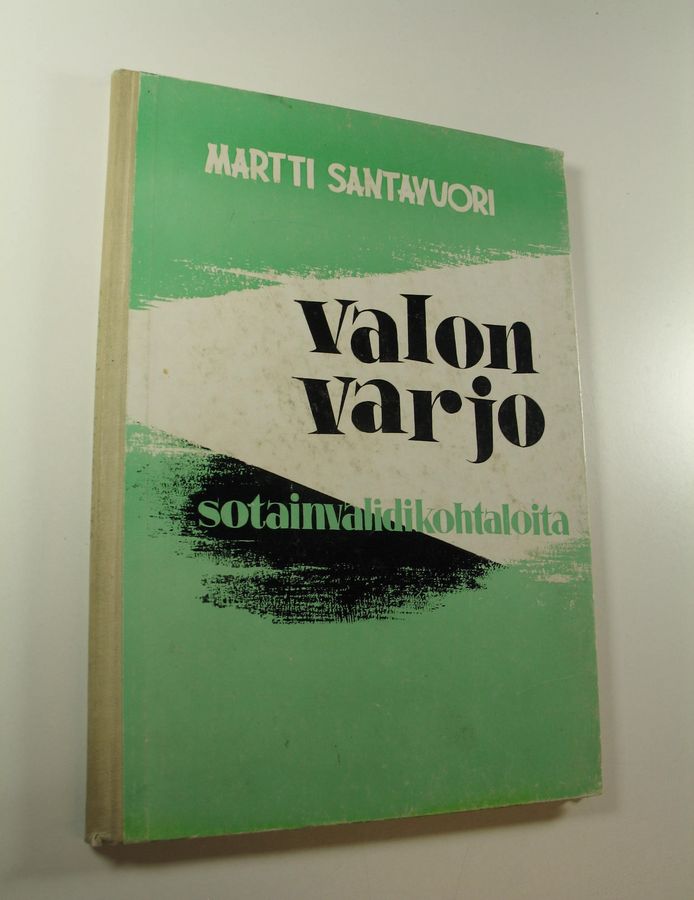 MARTTI SANTAVUORI
valon
varjo
sotainvalidikohtaloita